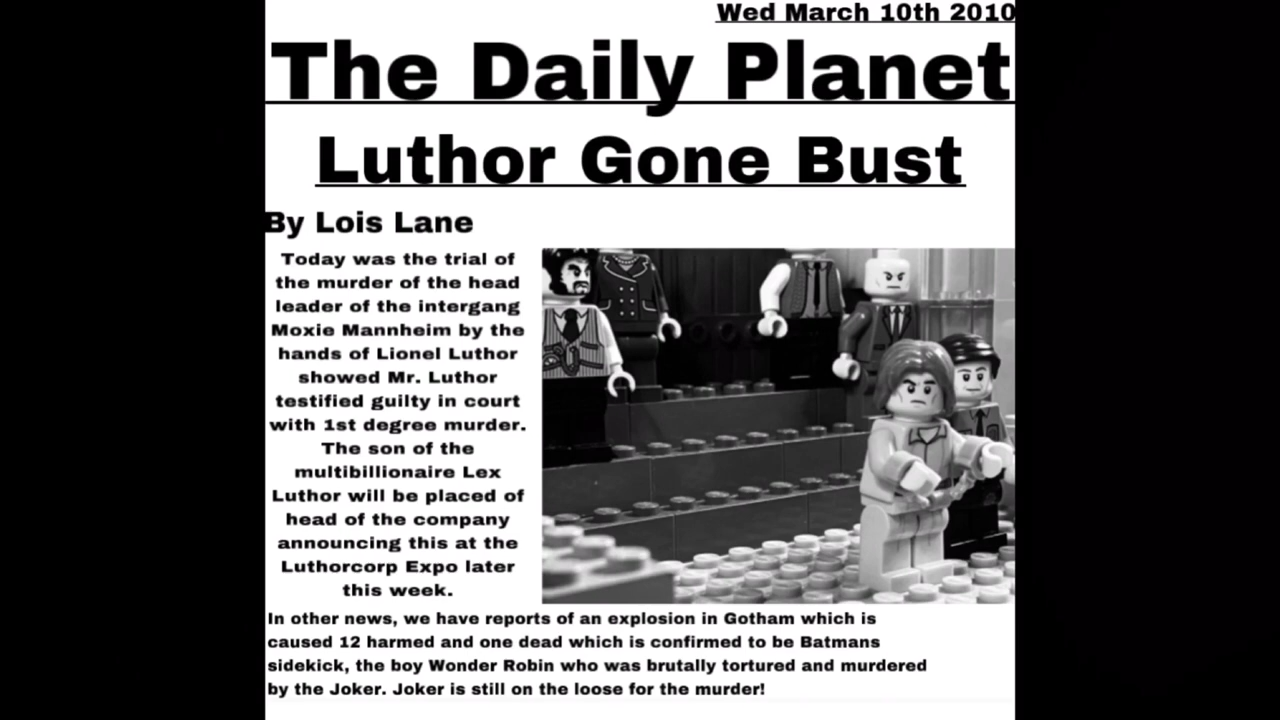 Wed March 10th 2010
The Daily Planet
Luthor Gone Bust
By Lois Lane
Today was the trial of
the murder of the head
leader of the intergang
Moxie Mannheim by the
hands of Lionel Luthor
showed Mr. Luthor
testified guilty in court
with 1st degree murder.
The son of the
multibillionaire Lex
Luthor will be placed of
head of the company
announcing this at the
Luthorcorp Expo later
this week.
In other news, we have reports of an explosion in Gotham which is
caused 12 harmed and one dead which is confirmed to be Batmans
sidekick, the boy Wonder Robin who was brutally tortured and murdered
by the Joker. Joker is still on the loose for the murder!